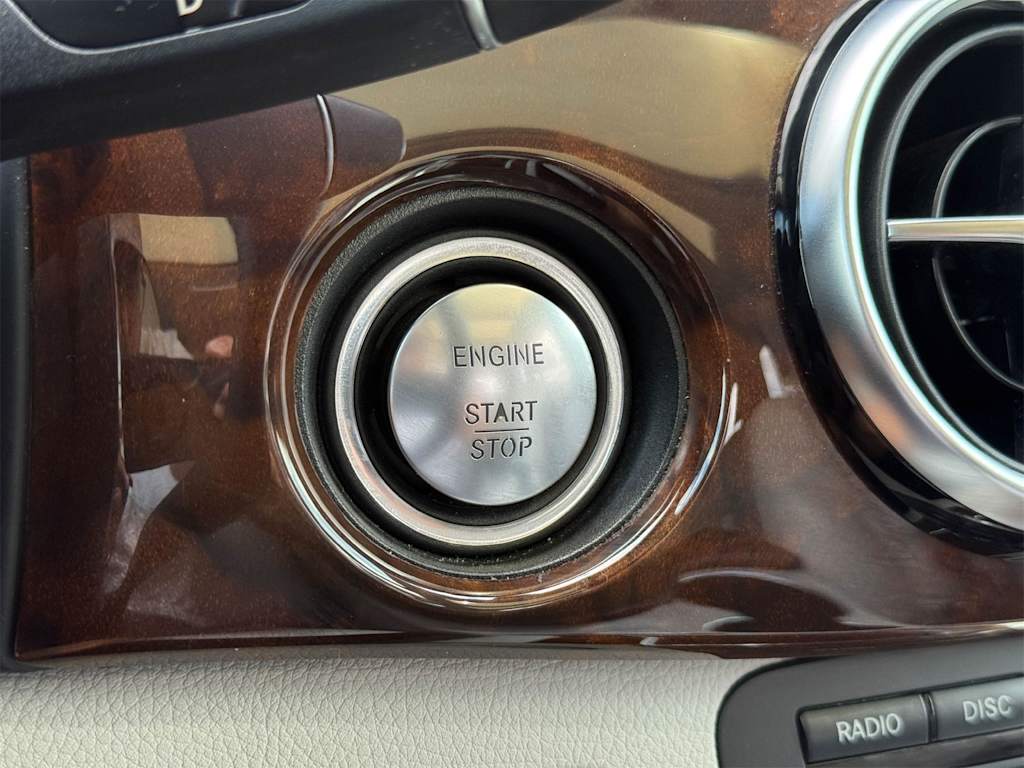 D
ENGINE
START
STOP
RADIO
DISC